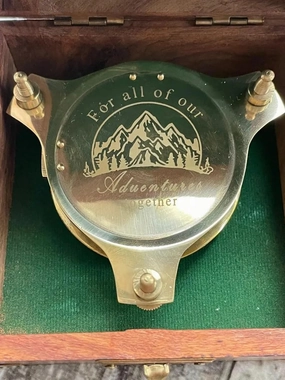 For all of our
Adventures
Together